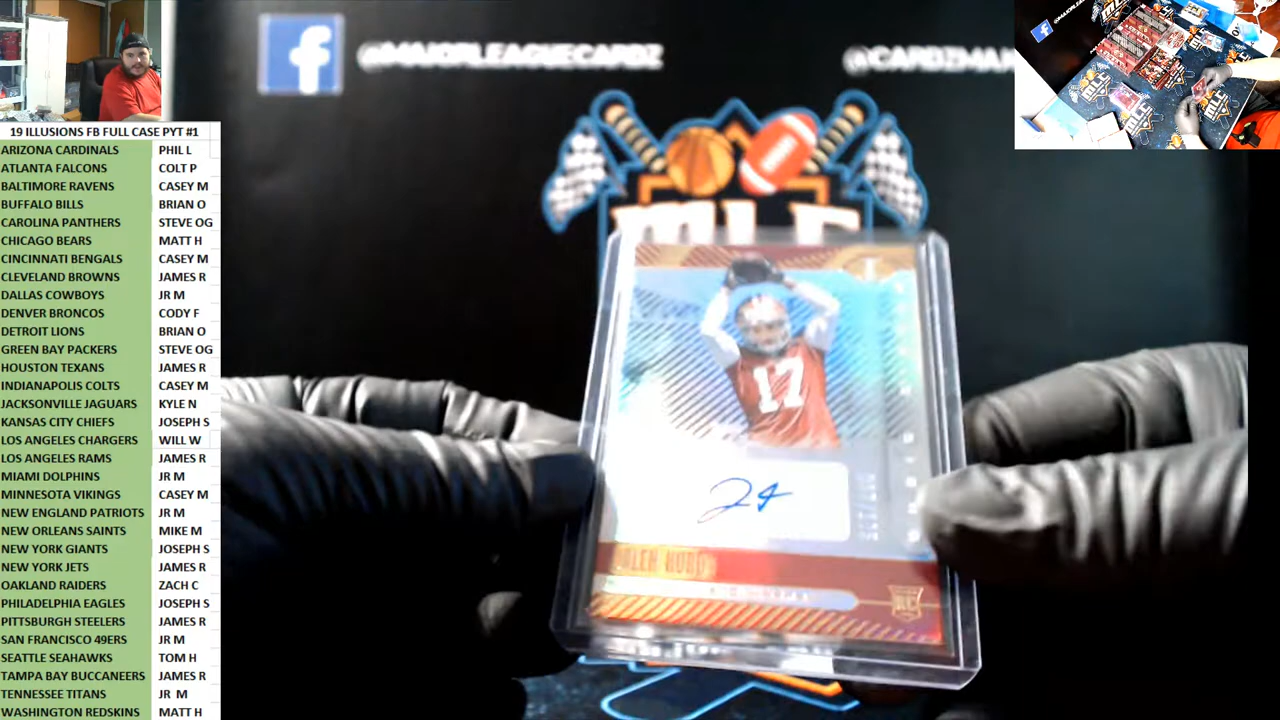 @MAJORLEAGUECARDZ
19 ILLUSIONS FB FULL CASE PYT #1
ARIZONA CARDINALS PHIL L
ATLANTA FALCONS COLT P
BALTIMORE RAVENS CASEY M
BUFFALO BILLS BRIAN O
CAROLINA PANTHERS STEVE OG
CHICAGO BEARS MATT H
CINCINNATI BENGALS CASEY M
CLEVELAND BROWNS JAMES R
DALLAS COWBOYS JR M
DENVER BRONCOS CODY F
DETROIT LIONS BRIAN O
GREEN BAY PACKERS STEVE OG
HOUSTON TEXANS JAMES R
INDIANAPOLIS COLTS CASEY M
JACKSONVILLE JAGUARS KYLE N
KANSAS CITY CHIEFS JOSEPH S
LOS ANGELES CHARGERS WILL W
LOS ANGELES RAMS JAMES R
MIAMI DOLPHINS JR M
MINNESOTA VIKINGS CASEY M
NEW ENGLAND PATRIOTS JR M
NEW ORLEANS SAINTS MIKE M
NEW YORK GIANTS JOSEPH S
NEW YORK JETS JAMES R
OAKLAND RAIDERS ZACH C
PHILADELPHIA EAGLES JOSEPH S
PITTSBURGH STEELERS JAMES R
SAN FRANCISCO 49ERS JR M
SEATTLE SEAHAWKS TOM H
TAMPA BAY BUCCANEERS JAMES R
TENNESSEE TITANS JR M
WASHINGTON REDSKINS MATT H
MLC
17
RC
MLC